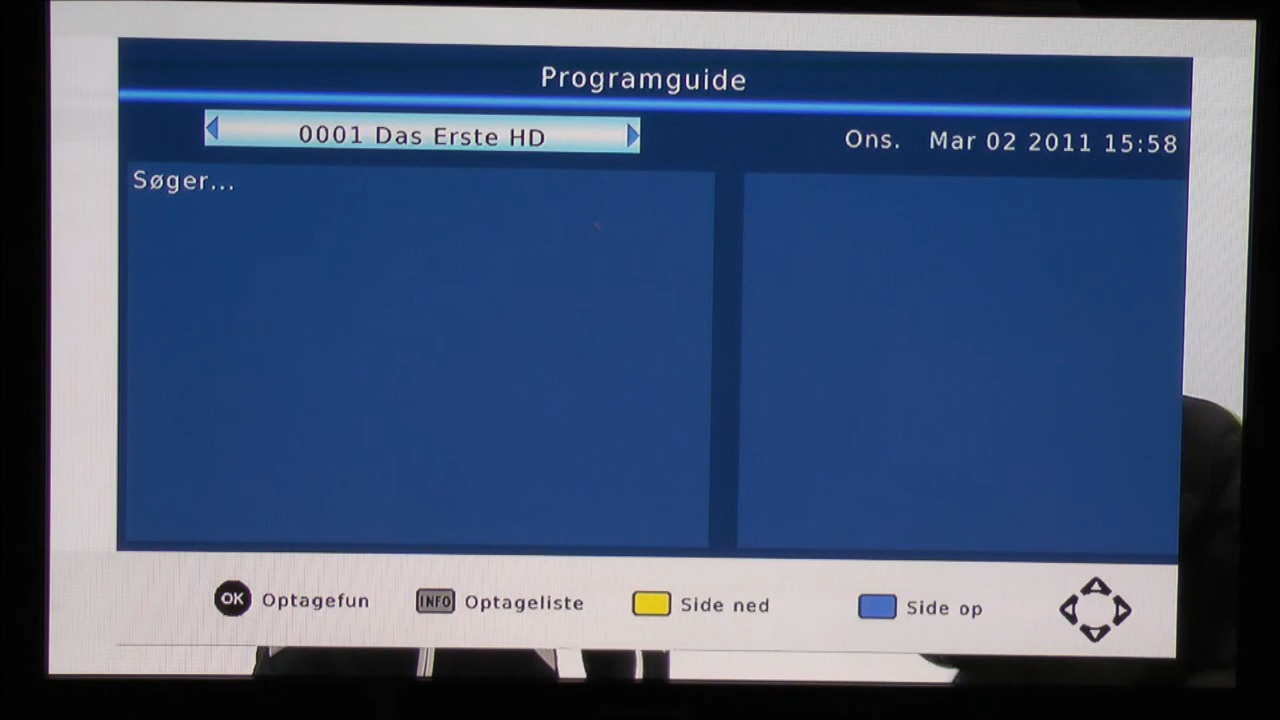 Programguide
0001 Das Erste HD
Ons. Mar 02 2011 15:58
Søger...
OK Optagefun INFO Optageliste Side ned Side op